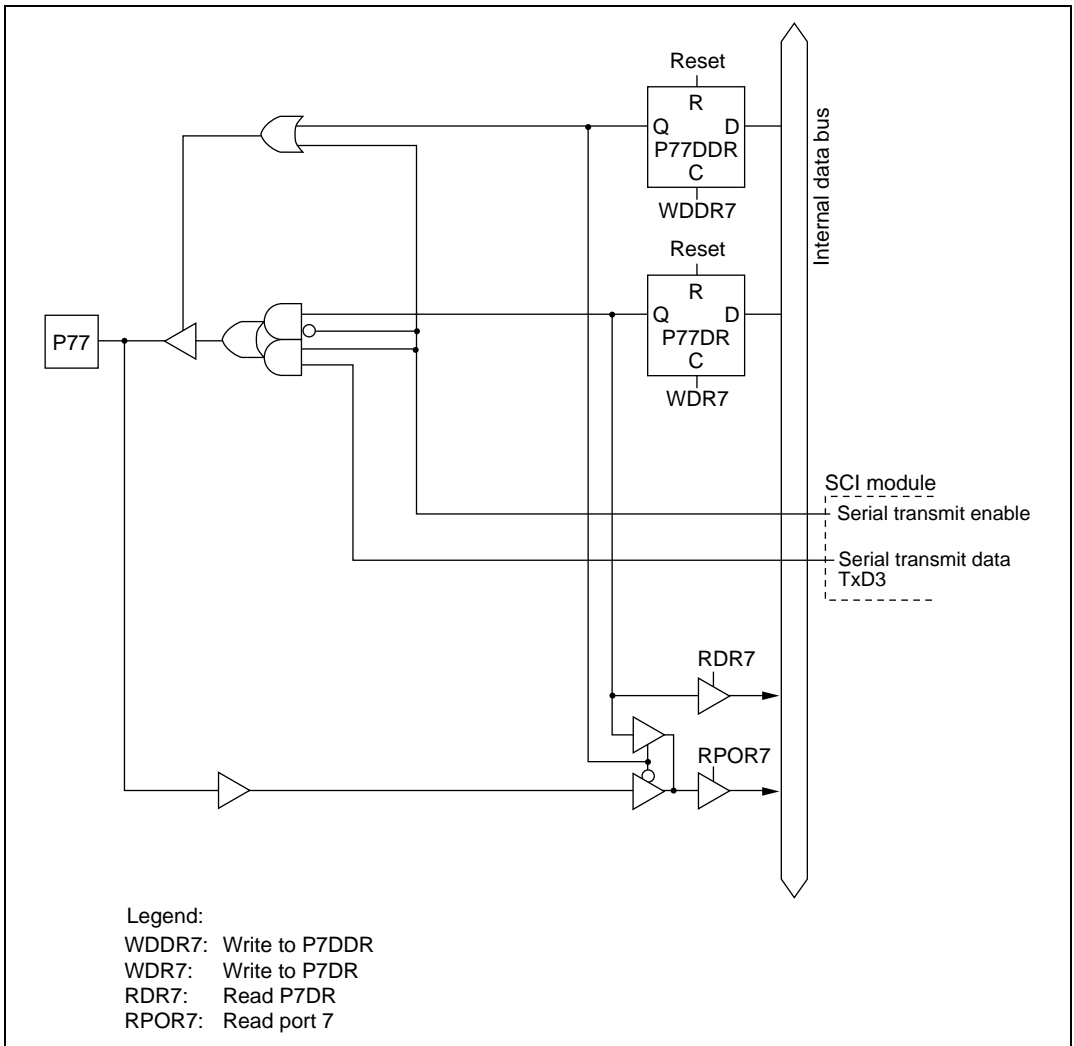 Reset
R
Q D
P77DDR
C
WDDR7
Internal data bus
Reset
R
Q D
P77DR
C
WDR7
P77
SCI module
Serial transmit enable
Serial transmit data
TxD3
RDR7
RPOR7
Legend:
WDDR7: Write to P7DDR
WDR7: Write to P7DR
RDR7: Read P7DR
RPOR7: Read port 7